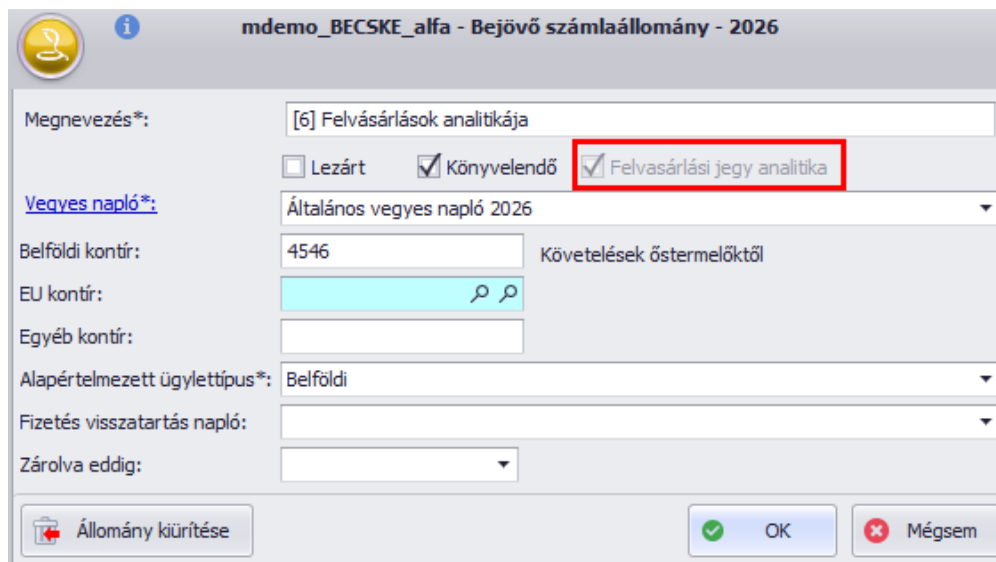 mdemo_BECSKE_alfa - Bejövő számlaállomány - 2026
Megnevezés*: [6] Felvásárlások analitikája
Lezárt Könyvelendő Felvasárlási jegy analitika
Vegyes napló*: Általános vegyes napló 2026
Belföldi kontír: 4546 Követelések őstermelőktől
EU kontír:
Egyéb kontír:
Alapértelmezett ügylettípus*: Belföldi
Fizetés visszatartás napló:
Zárolva eddig:
Állomány kiürítése OK Mégsem